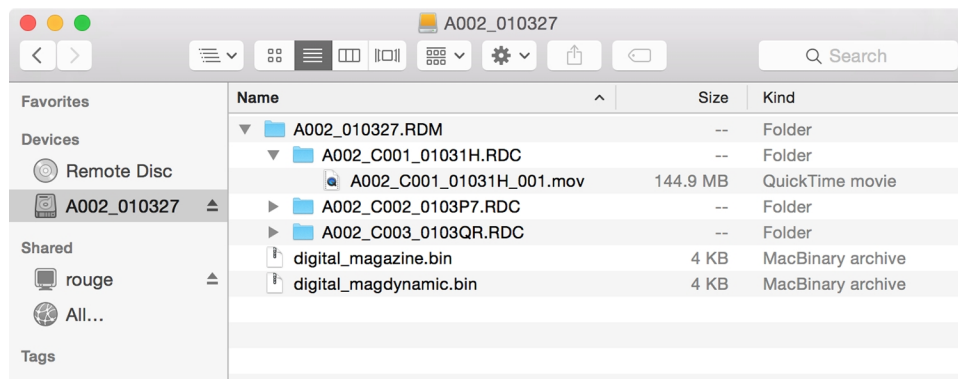 A002_010327
Search
Favorites
Devices
Remote Disc
A002_010327
Shared
rouge
All...
Tags
Name Size Kind
A002_010327.RDM -- Folder
A002_C001_01031H.RDC -- Folder
A002_C001_01031H_001.mov 144.9 MB QuickTime movie
A002_C002_0103P7.RDC -- Folder
A002_C003_0103QR.RDC -- Folder
digital_magazine.bin 4 KB MacBinary archive
digital_magdynamic.bin 4 KB MacBinary archive